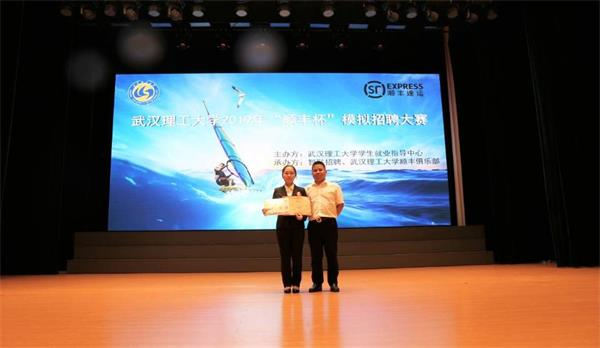 SF EXPRESS
顺丰速运
武汉理工大学2019年“顺丰杯”模拟招聘大赛
主办方：武汉理工大学学生就业指导中心
承办方：智联招聘、武汉理工大学顺丰俱乐部